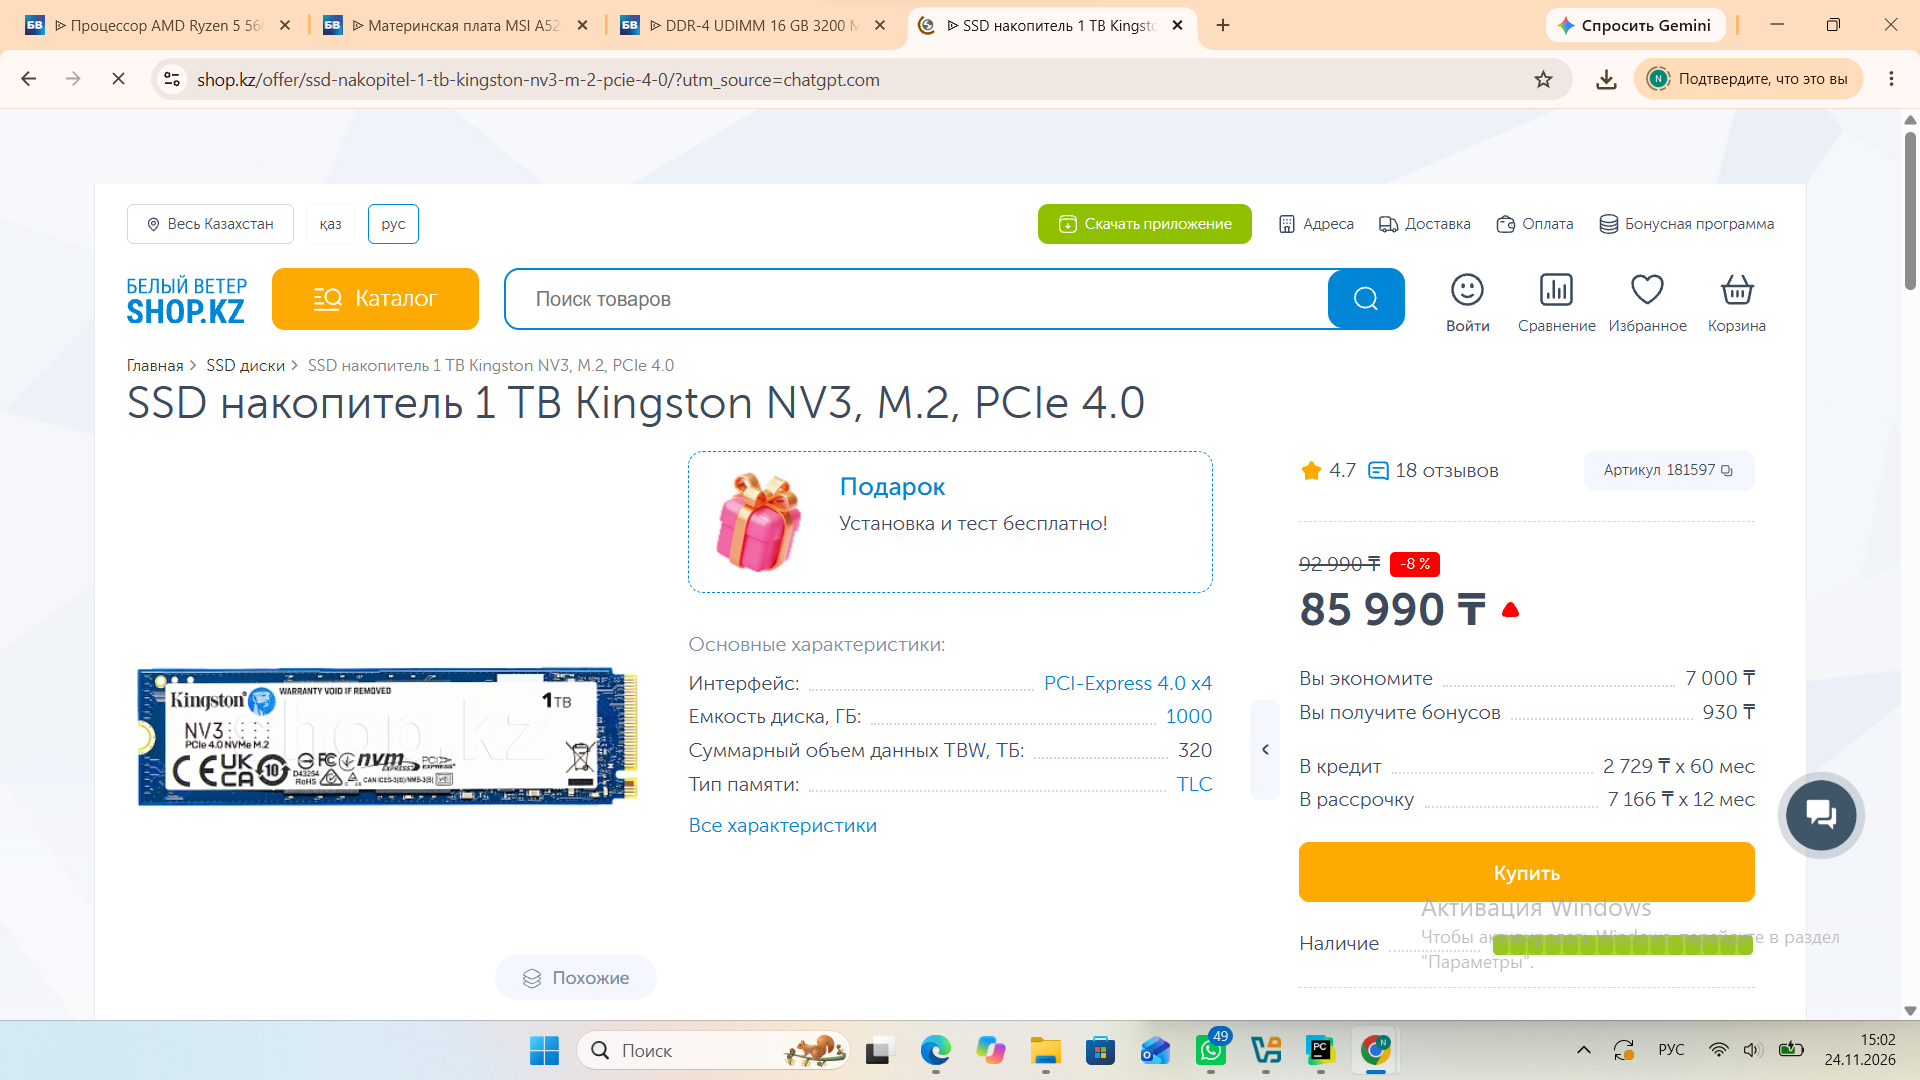 Процессор AMD Ryzen 5 56
Материнская плата MSI A52
DDR-4 UDIMM 16 GB 3200 M
SSD накопитель 1 TB Kingsto
Спросить Gemini
shop.kz/offer/ssd-nakopitel-1-tb-kingston-nv3-m-2-pcie-4-0/?utm_source=chatgpt.com
Подтвердите, что это вы
Весь Казахстан
қаз
рус
Скачать приложение
Адреса
Доставка
Оплата
Бонусная программа
БЕЛЫЙ ВЕТЕР
SHOP.KZ
Каталог
Поиск товаров
Войти
Сравнение
Избранное
Корзина
Главная > SSD диски > SSD накопитель 1 TB Kingston NV3, M.2, PCIe 4.0
SSD накопитель 1 TB Kingston NV3, M.2, PCIe 4.0
Подарок
Установка и тест бесплатно!
4.7
18 отзывов
Артикул 181597
92 990 ₸ -8 %
85 990 ₸
Основные характеристики:
Интерфейс: PCI-Express 4.0 x4
Емкость диска, ГБ: 1000
Суммарный объем данных TBW, ТБ: 320
Тип памяти: TLC
Все характеристики
Kingston
WARRANTY VOID IF REMOVED
1TB
NV3
PCIe 4.0 NVMe M.2
shop.kz
Вы экономите 7 000 ₸
Вы получите бонусов 930 ₸
В кредит 2 729 ₸ x 60 мес
В рассрочку 7 166 ₸ x 12 мес
Купить
Наличие
Похожие
Активация Windows
Чтобы активировать Windows, перейдите в раздел
"Параметры".
Поиск
49
РУС
15:02
24.11.2026